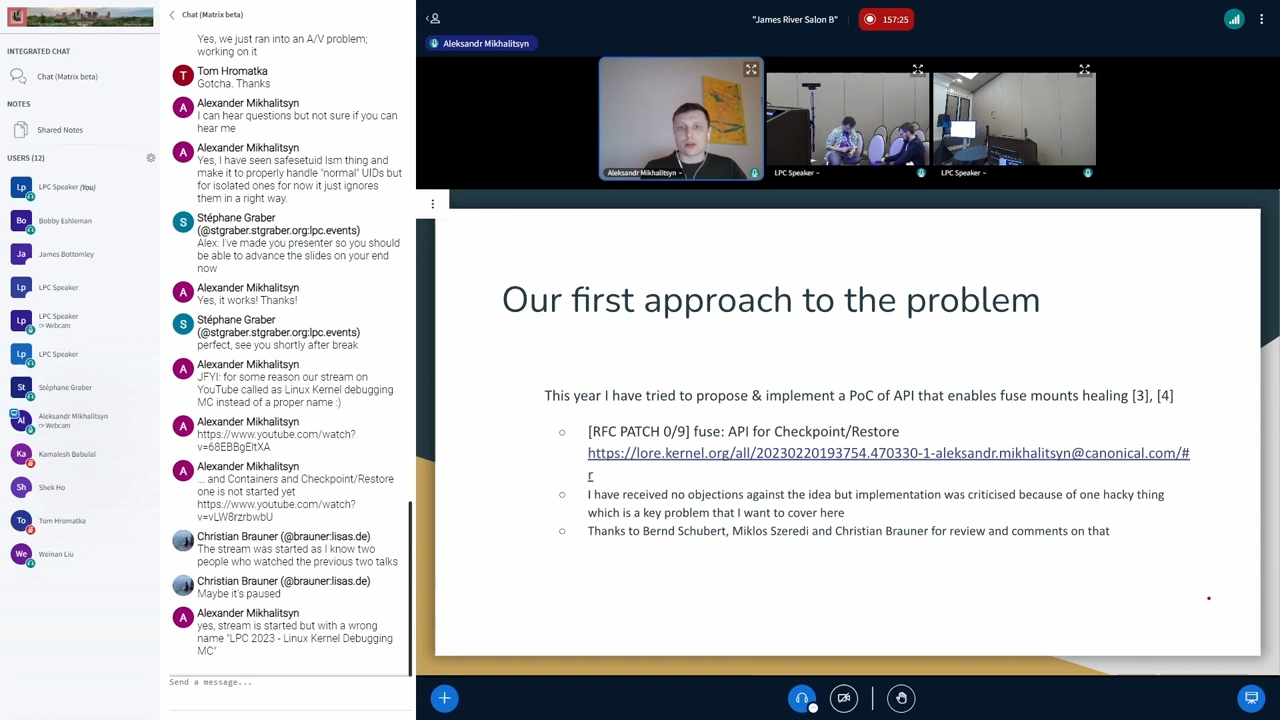 INTEGRATED CHAT
Chat (Matrix beta)
NOTES
Shared Notes
USERS (12)
Lp
LPC Speaker (You)
Bo
Bobby Eshleman
Ja
James Bottomley
Lp
LPC Speaker
Lp
LPC Speaker
Webcam
Lp
LPC Speaker
St
Stéphane Graber
Al
Aleksandr Mikhalitsyn
Webcam
Ka
Kamalesh Babulal
Sh
Shek Ho
To
Tom Hromatka
We
Weinan Liu
Chat (Matrix beta)
Yes, we just ran into an A/V problem;
working on it
T
Tom Hromatka
Gotcha. Thanks
A
Alexander Mikhalitsyn
I can hear questions but not sure if you can
hear me
A
Alexander Mikhalitsyn
Yes, I have seen safesetuid lsm thing and
make it to properly handle "normal" UIDs but
for isolated ones for now it just ignores
them in a right way.
S
Stéphane Graber
(@stgraber.stgraber.org:lpc.events)
Alex: I've made you presenter so you should
be able to advance the slides on your end
now
A
Alexander Mikhalitsyn
Yes, it works! Thanks!
S
Stéphane Graber
(@stgraber.stgraber.org:lpc.events)
perfect, see you shortly after break
A
Alexander Mikhalitsyn
JFYI: for some reason our stream on
YouTube called as Linux Kernel debugging
MC instead of a proper name :)
A
Alexander Mikhalitsyn
https://www.youtube.com/watch?
v=68EBBgEltXA
A
Alexander Mikhalitsyn
... and Containers and Checkpoint/Restore
one is not started yet
https://www.youtube.com/watch?
v=vLW8rzrbwbU
Christian Brauner (@brauner:lisas.de)
The stream was started as I know two
people who watched the previous two talks
Christian Brauner (@brauner:lisas.de)
Maybe it's paused
A
Alexander Mikhalitsyn
yes, stream is started but with a wrong
name "LPC 2023 - Linux Kernel Debugging
MC"
Send a message...
"James River Salon B"
157:25
Aleksandr Mikhalitsyn
Aleksandr Mikhalitsyn
LPC Speaker
LPC Speaker
Our first approach to the problem
This year I have tried to propose & implement a PoC of API that enables fuse mounts healing [3], [4]
○ [RFC PATCH 0/9] fuse: API for Checkpoint/Restore
https://lore.kernel.org/all/20230220193754.470330-1-aleksandr.mikhalitsyn@canonical.com/#
r
○ I have received no objections against the idea but implementation was criticised because of one hacky thing
which is a key problem that I want to cover here
○ Thanks to Bernd Schubert, Miklos Szeredi and Christian Brauner for review and comments on that